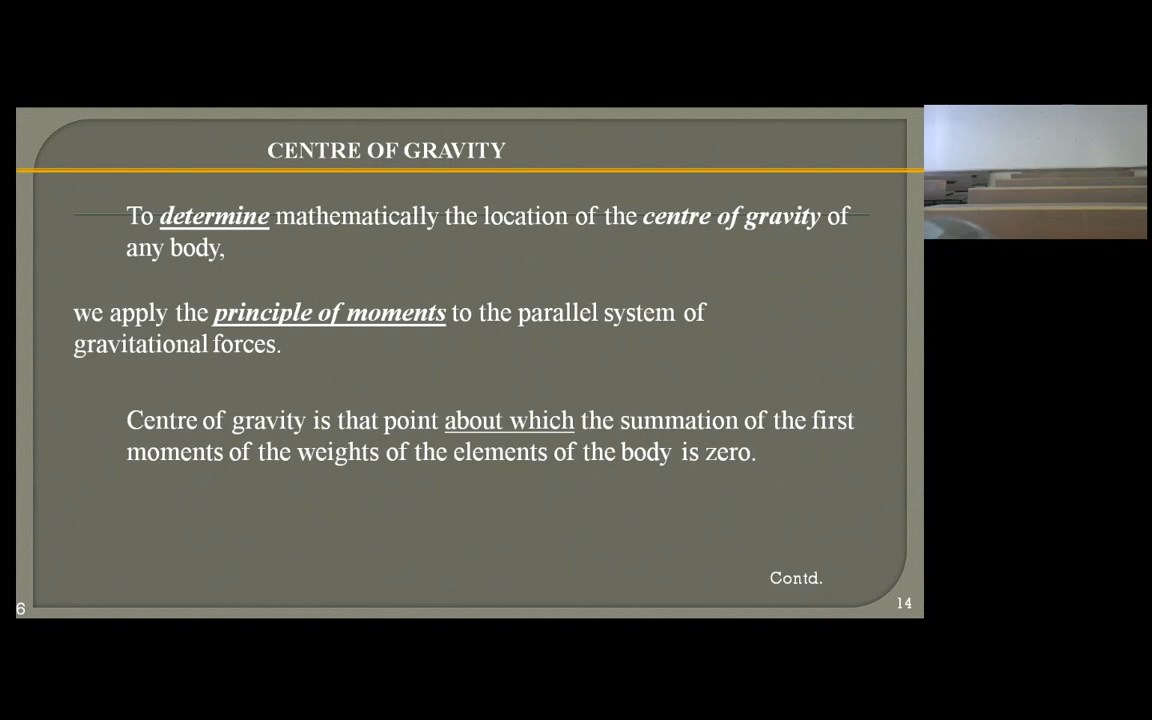 CENTRE OF GRAVITY
To determine mathematically the location of the centre of gravity of
any body,
we apply the principle of moments to the parallel system of
gravitational forces.
Centre of gravity is that point about which the summation of the first
moments of the weights of the elements of the body is zero.
Contd.
6
14